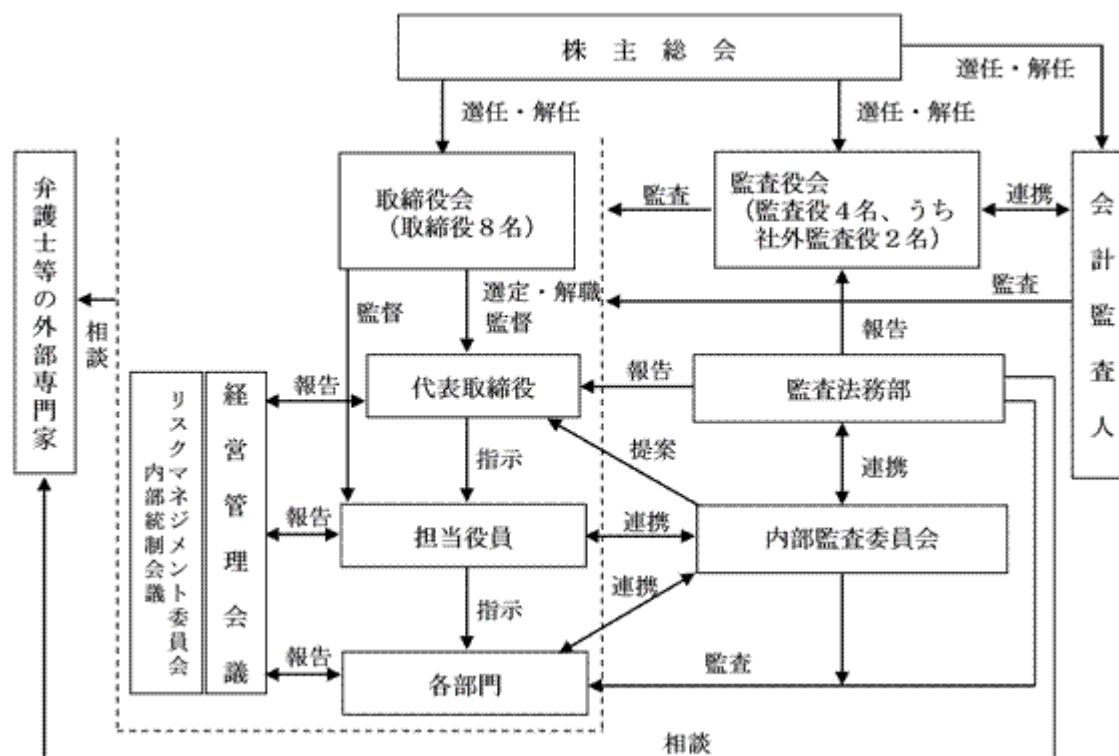 株主総会
選任・解任
選任・解任
選任・解任
弁護士等の外部専門家
取締役会
（取締役８名）
監査
監査役会
（監査役４名、うち
社外監査役２名）
連携
会計監査人
相談
監督
選定・解職
監督
監査
報告
リスクマネジメント委員会
内部統制会議
経営管理会議
報告
代表取締役
報告
監査法務部
指示
提案
連携
報告
担当役員
連携
内部監査委員会
指示
連携
報告
各部門
監査
相談